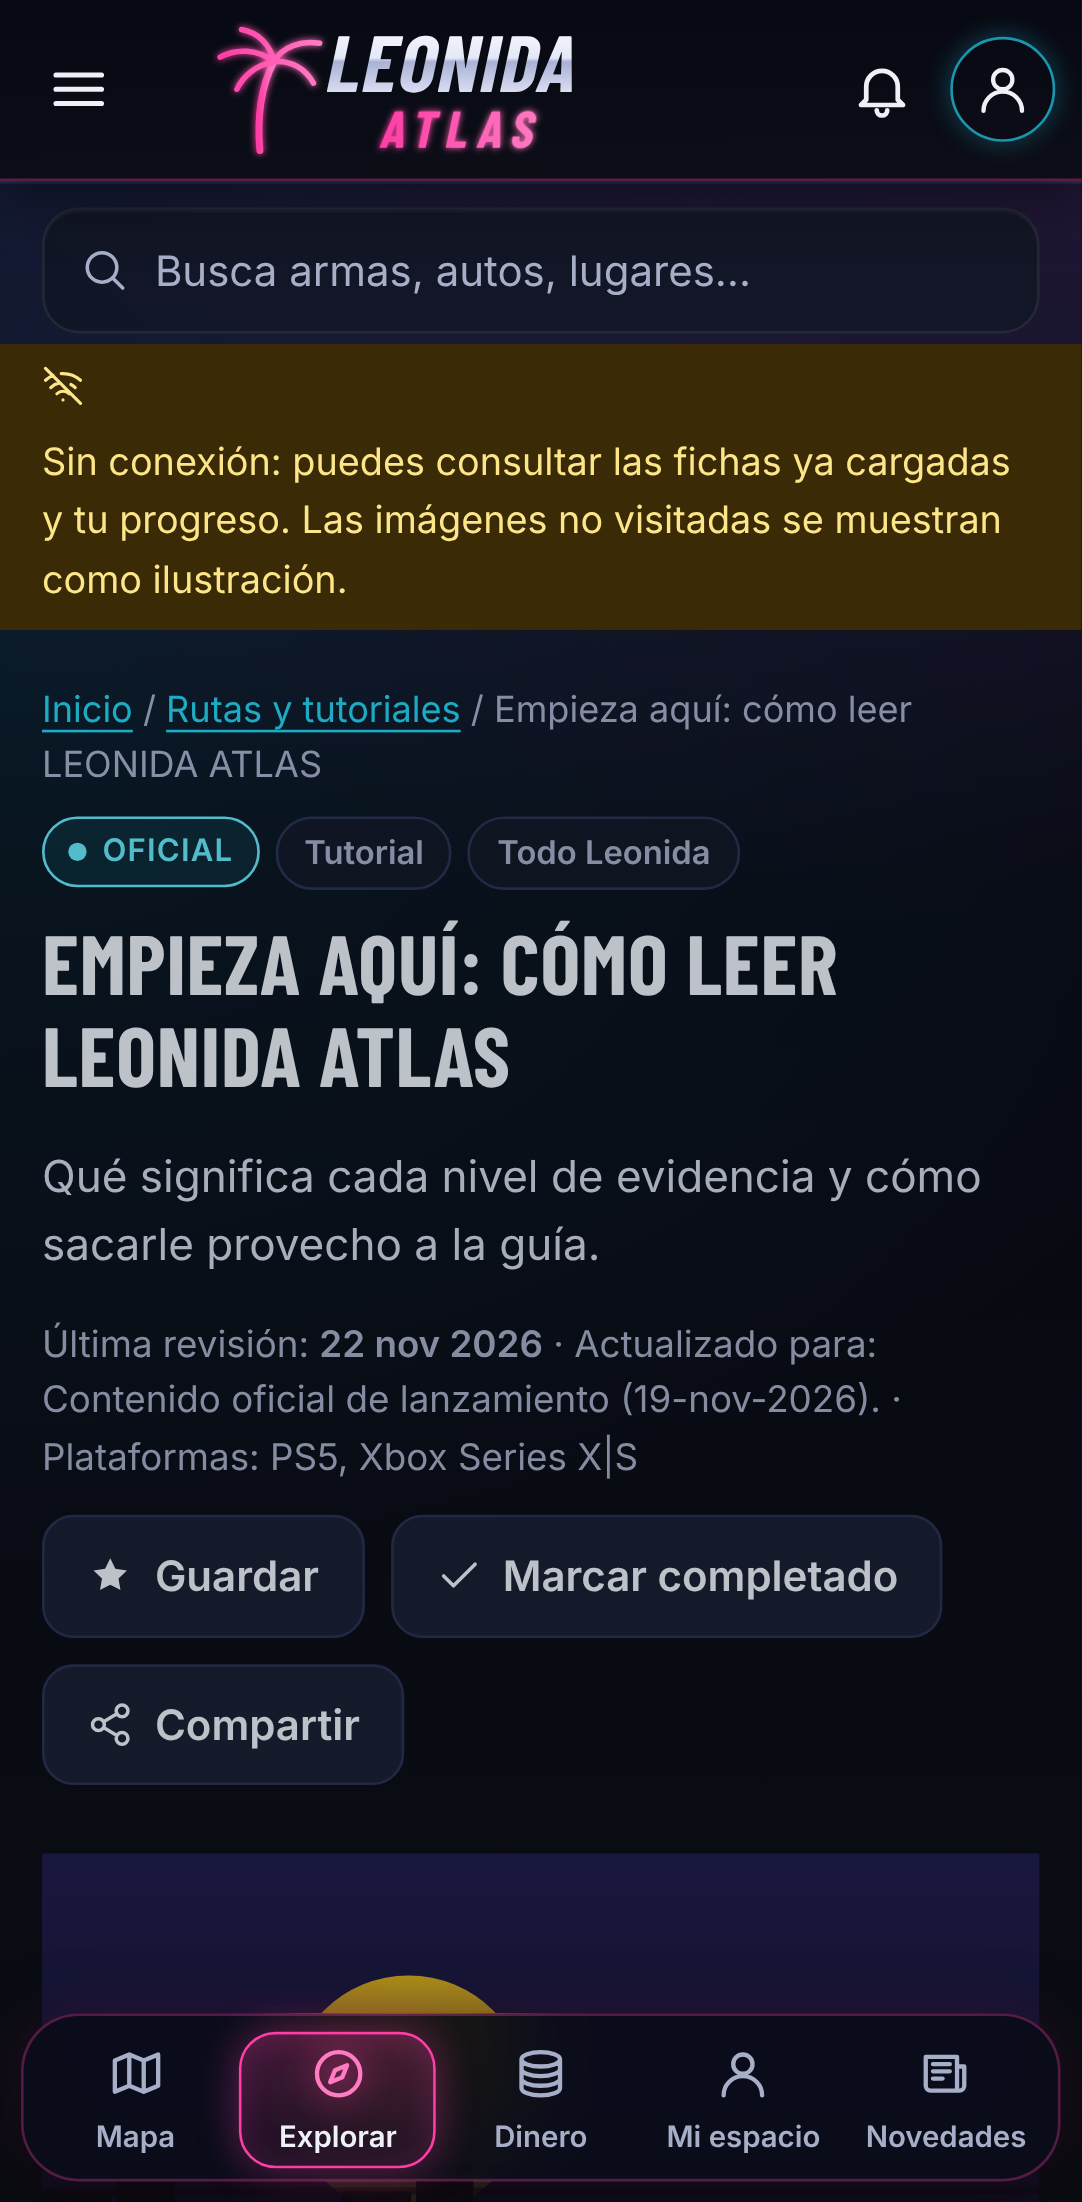 LEONIDA
ATLAS
Busca armas, autos, lugares...
Sin conexión: puedes consultar las fichas ya cargadas
y tu progreso. Las imágenes no visitadas se muestran
como ilustración.
Inicio / Rutas y tutoriales / Empieza aquí: cómo leer
LEONIDA ATLAS
OFICIAL Tutorial Todo Leonida
EMPIEZA AQUÍ: CÓMO LEER
LEONIDA ATLAS
Qué significa cada nivel de evidencia y cómo
sacarle provecho a la guía.
Última revisión: 22 nov 2026 · Actualizado para:
Contenido oficial de lanzamiento (19-nov-2026). ·
Plataformas: PS5, Xbox Series X|S
Guardar Marcar completado
Compartir
Mapa Explorar Dinero Mi espacio Novedades